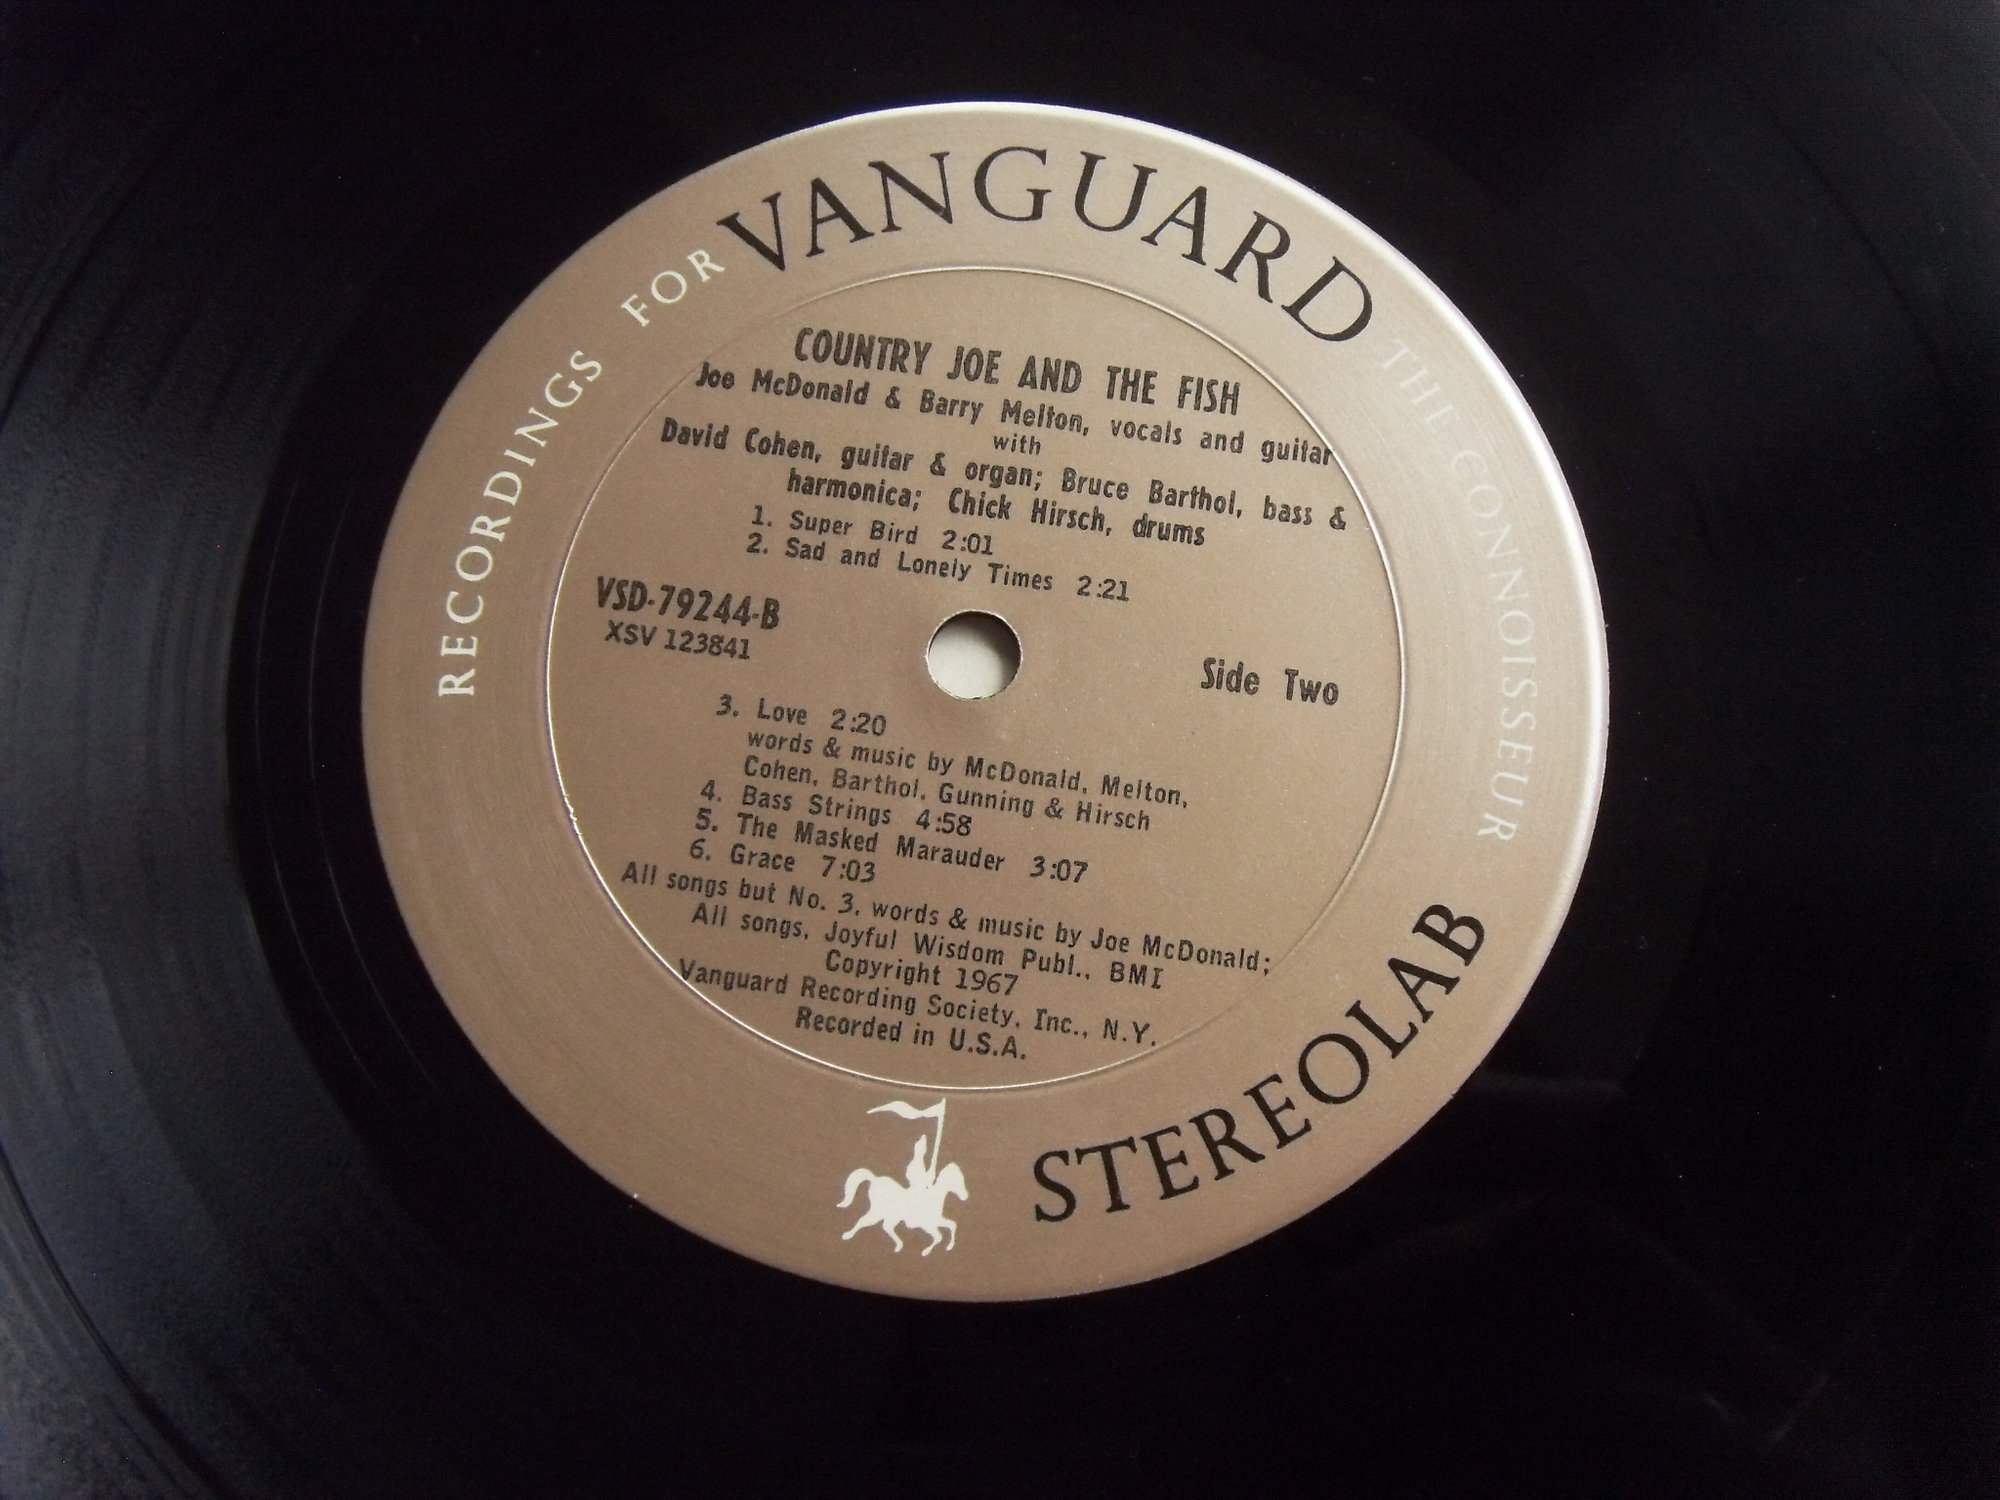 RECORDINGS FOR VANGUARD THE CONNOISSEUR
COUNTRY JOE AND THE FISH
Joe McDonald & Barry Melton, vocals and guitar
with
David Cohen, guitar & organ; Bruce Barthol, bass &
harmonica; Chick Hirsch, drums
1. Super Bird 2:01
2. Sad and Lonely Times 2:21
VSD-79244-B
XSV 123841
Side Two
3. Love 2:20
words & music by McDonald, Melton,
Cohen, Barthol, Gunning & Hirsch
4. Bass Strings 4:58
5. The Masked Marauder 3:07
6. Grace 7:03
All songs but No. 3, words & music by Joe McDonald;
All songs, Joyful Wisdom Publ., BMI
Copyright 1967
Vanguard Recording Society, Inc., N.Y.
Recorded in U.S.A.
STEREOLAB